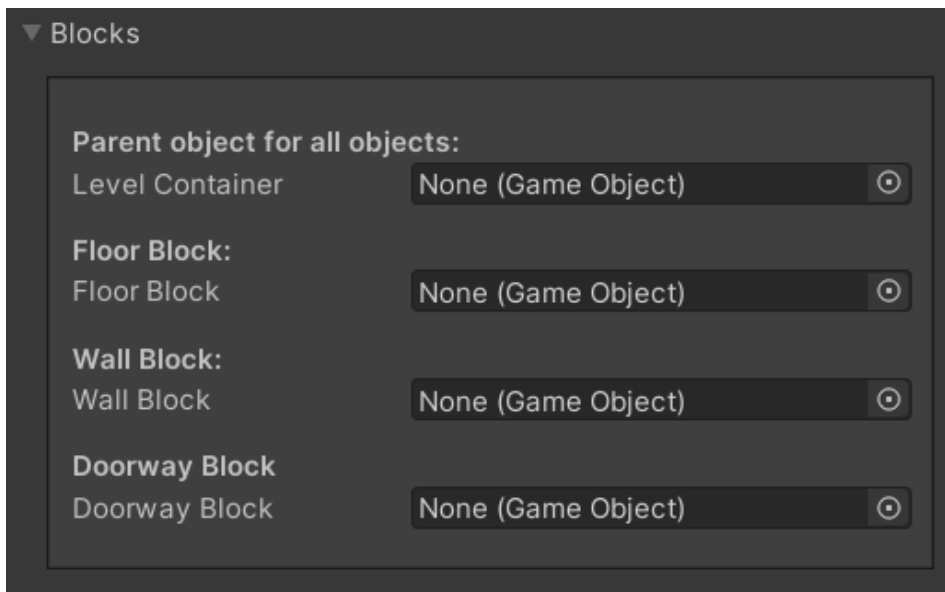 Blocks
Parent object for all objects:
Level Container None (Game Object)
Floor Block:
Floor Block None (Game Object)
Wall Block:
Wall Block None (Game Object)
Doorway Block
Doorway Block None (Game Object)